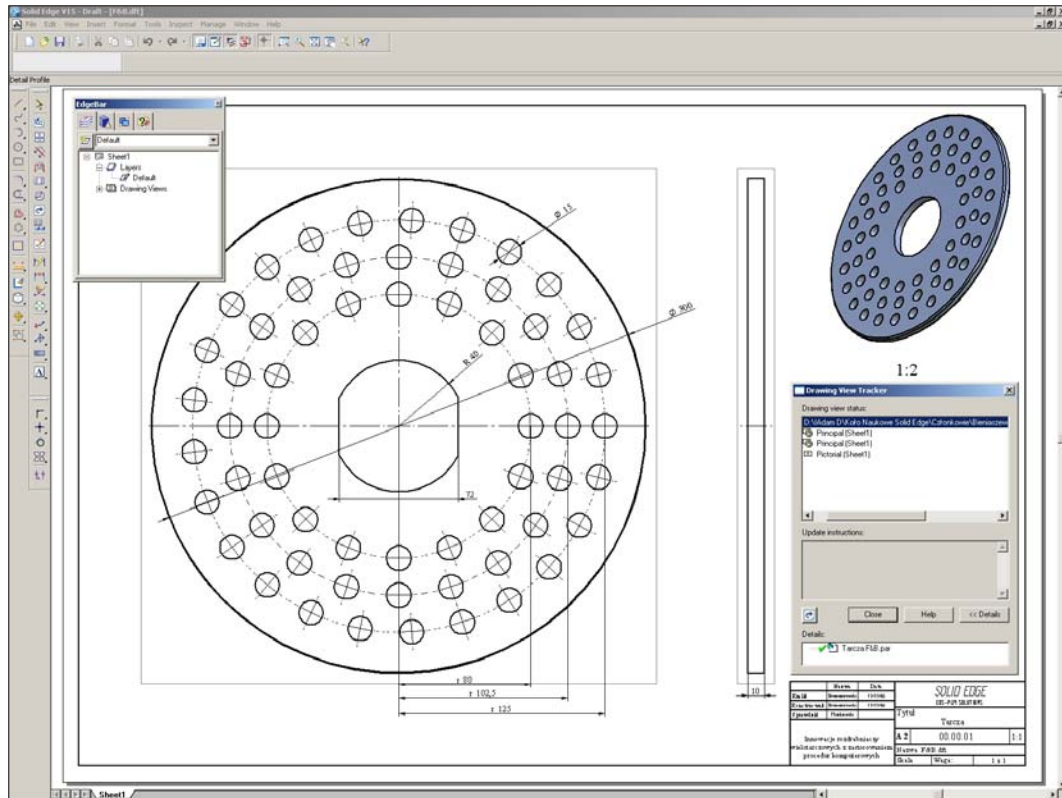 Solid Edge V15 - Draft - [F&B.dft]
File Edit View Insert Format Tools Inspect Manage Window Help
Detail Profile
EdgeBar
Default
Sheet1
Layers
Default
Drawing Views
Ø 15
Ø 300
R 40
72
r 80
r 102,5
r 125
10
1:2
Drawing View Tracker
Drawing view status:
Principal (Sheet1)
Principal (Sheet1)
Pictorial (Sheet1)
Update instructions:
Close Help << Details
Details:
Tarcza F&B.par
Data
SOLID EDGE
Tytuł
Tarcza
A 2 00.00.01 1:1
Nazwa F&B.dft
Skala Waga: 1 z 1
procedur komputerowych
Sheet1